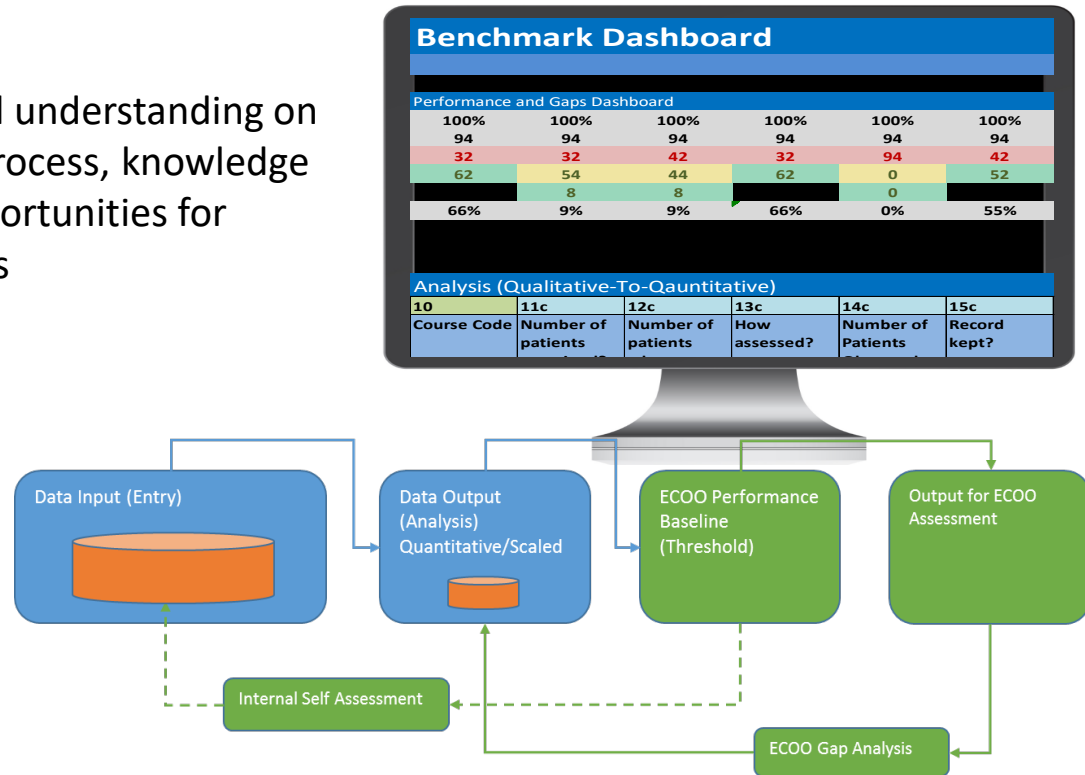 understanding on
knowledge
for
Benchmark Dashboard
Performance and Gaps Dashboard
100% 100% 100% 100% 100% 100%
94 94 94 94 94 94
32 32 42 32 94 42
62 54 44 62 0 52
8 8 0
66% 9% 9% 66% 0% 55%
Analysis (Qualitative-To-Qauntitative)
10 11c 12c 13c 14c 15c
Course Code Number of Number of How Number of Record
patients patients assessed? Patients kept?
Data Input (Entry)
Data Output
(Analysis)
Quantitative/Scaled
ECOO Performance
Baseline
(Threshold)
Output for ECOO
Assessment
Internal Self Assessment
ECOO Gap Analysis